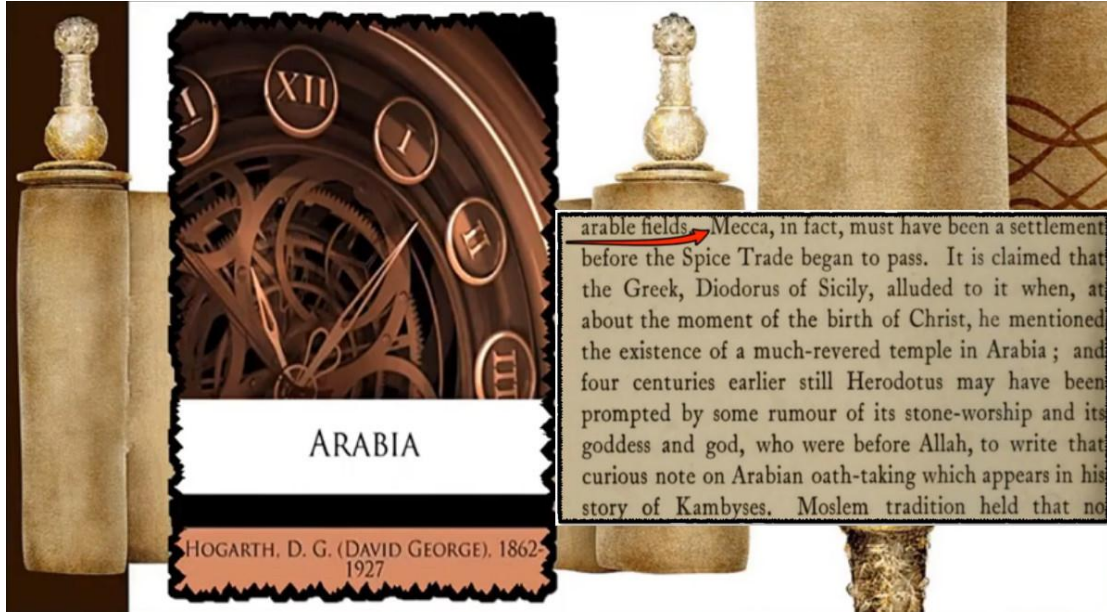 XII
I
II
III
ARABIA
HOGARTH, D. G. (DAVID GEORGE), 1862-
1927
arable fields. Mecca, in fact, must have been a settlement
before the Spice Trade began to pass. It is claimed that
the Greek, Diodorus of Sicily, alluded to it when, at
about the moment of the birth of Christ, he mentioned
the existence of a much-revered temple in Arabia ; and
four centuries earlier still Herodotus may have been
prompted by some rumour of its stone-worship and its
goddess and god, who were before Allah, to write that
curious note on Arabian oath-taking which appears in his
story of Kambyses. Moslem tradition held that no